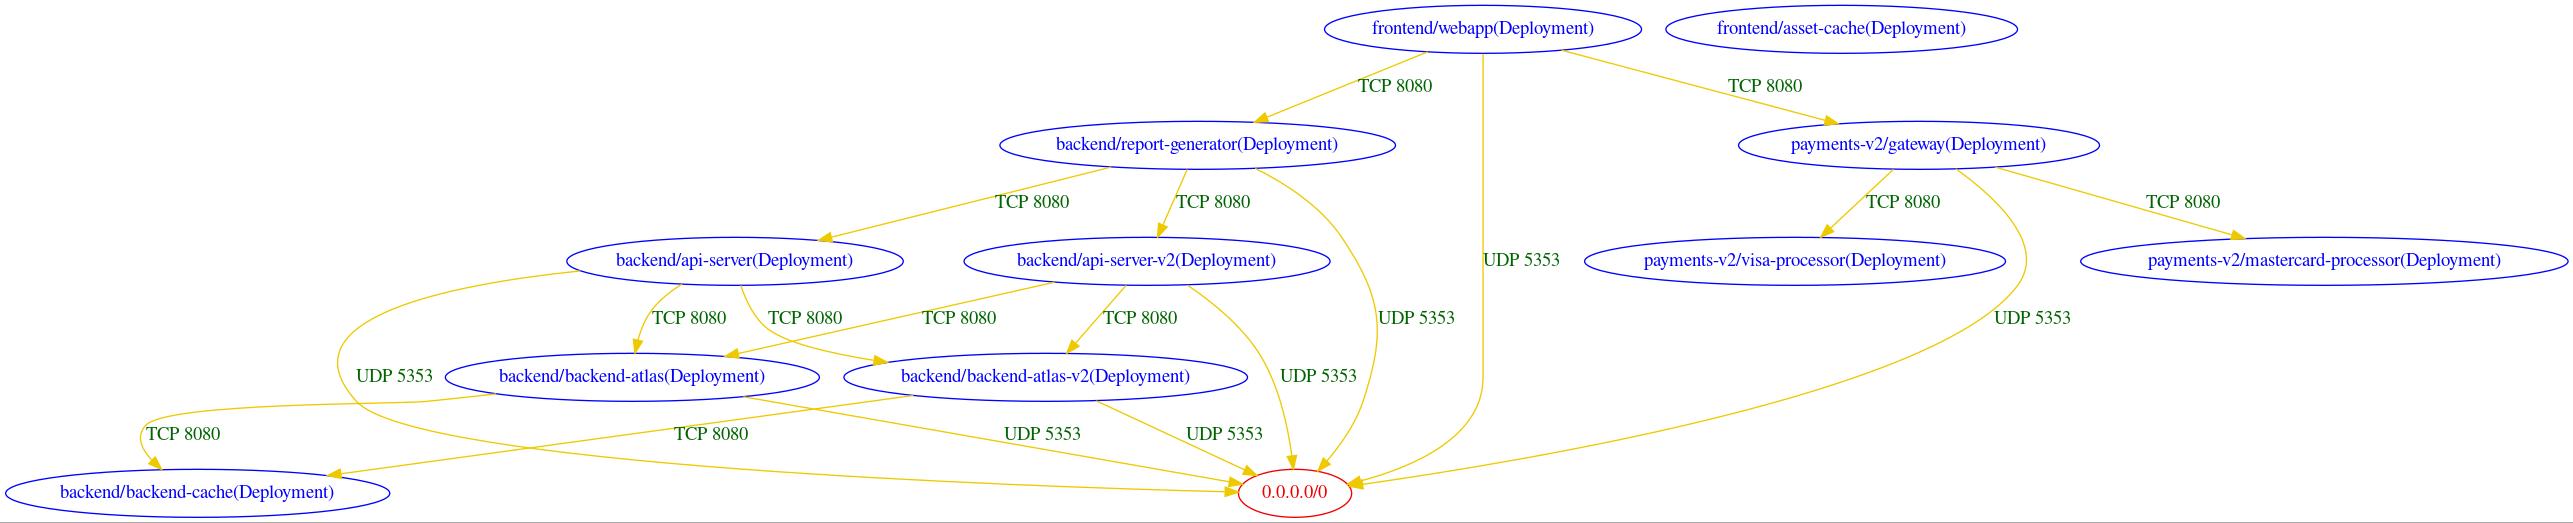 frontend/webapp(Deployment)
frontend/asset-cache(Deployment)
TCP 8080
TCP 8080
backend/report-generator(Deployment)
payments-v2/gateway(Deployment)
TCP 8080
TCP 8080
TCP 8080
TCP 8080
backend/api-server(Deployment)
backend/api-server-v2(Deployment)
UDP 5353
payments-v2/visa-processor(Deployment)
payments-v2/mastercard-processor(Deployment)
TCP 8080
TCP 8080
TCP 8080
TCP 8080
UDP 5353
UDP 5353
UDP 5353
backend/backend-atlas(Deployment)
backend/backend-atlas-v2(Deployment)
UDP 5353
TCP 8080
TCP 8080
UDP 5353
UDP 5353
backend/backend-cache(Deployment)
0.0.0.0/0